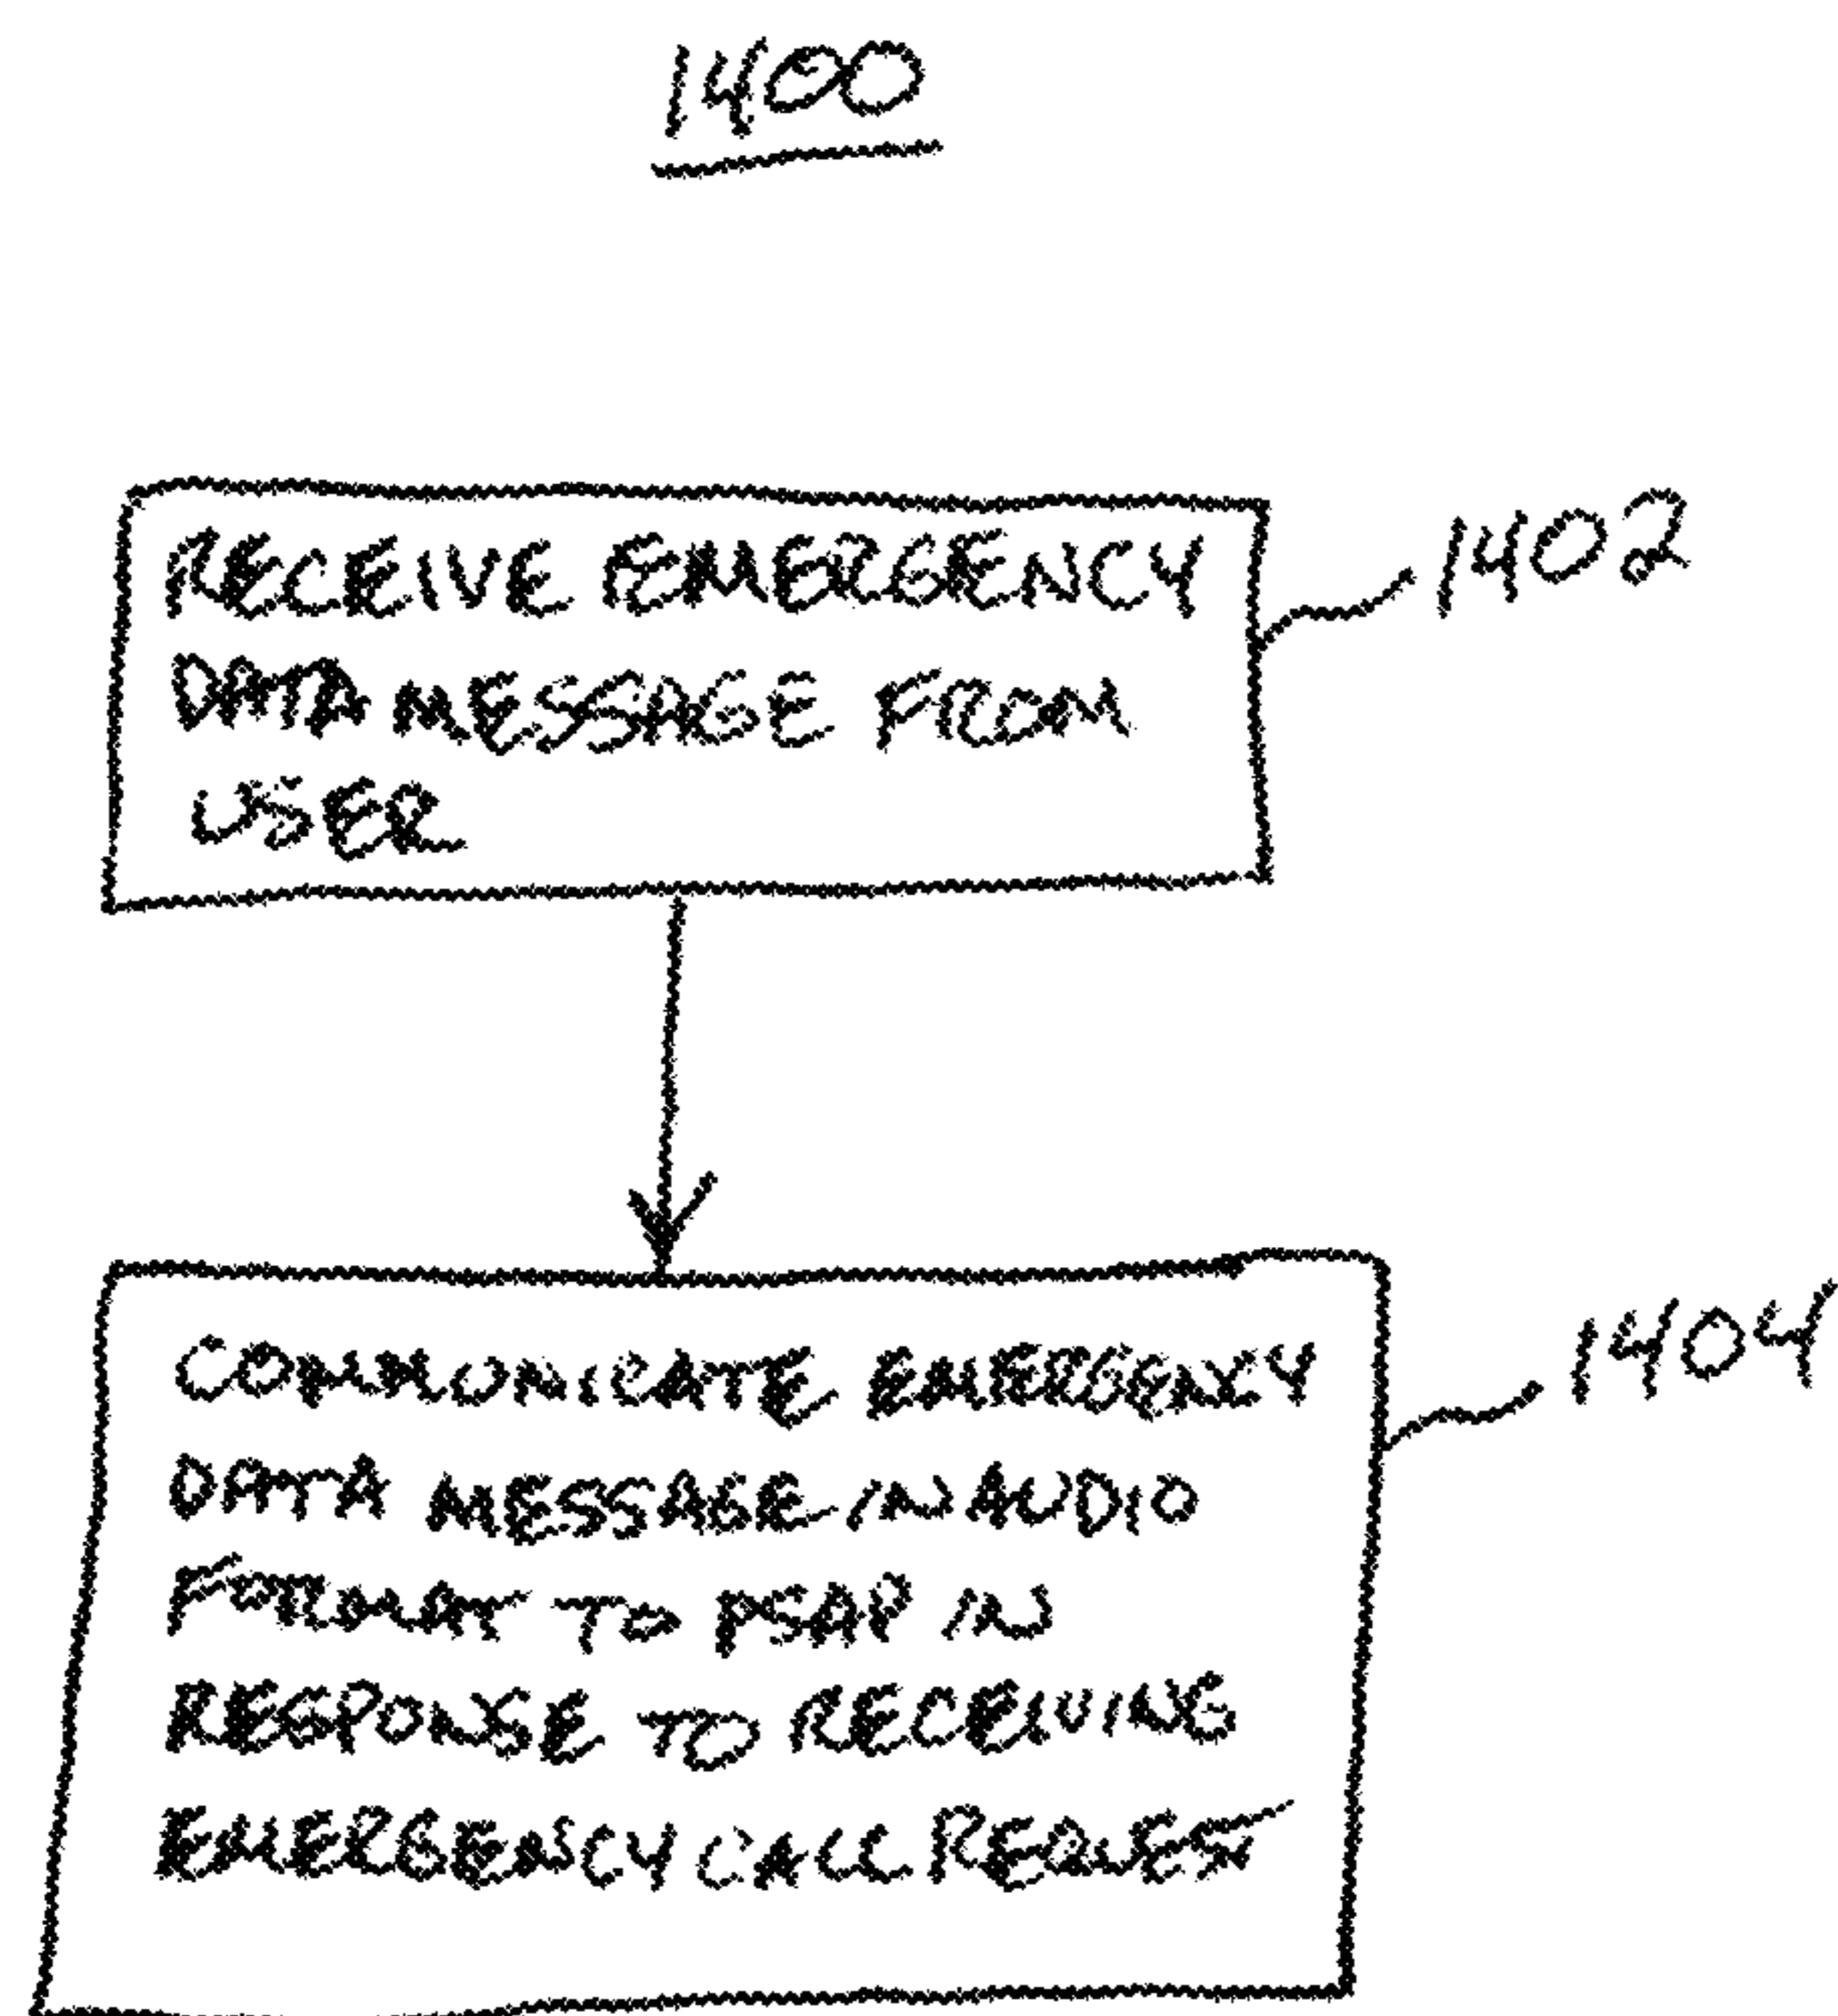 1400
RECEIVE EMERGENCY
1402
DATA MESSAGE FROM
USER
COMMUNICATE EMERGENCY
1404
DATA MESSAGE IN AUDIO
FORMAT TO PSAP IN
RESPONSE TO RECEIVING
EMERGENCY CALL REQUEST